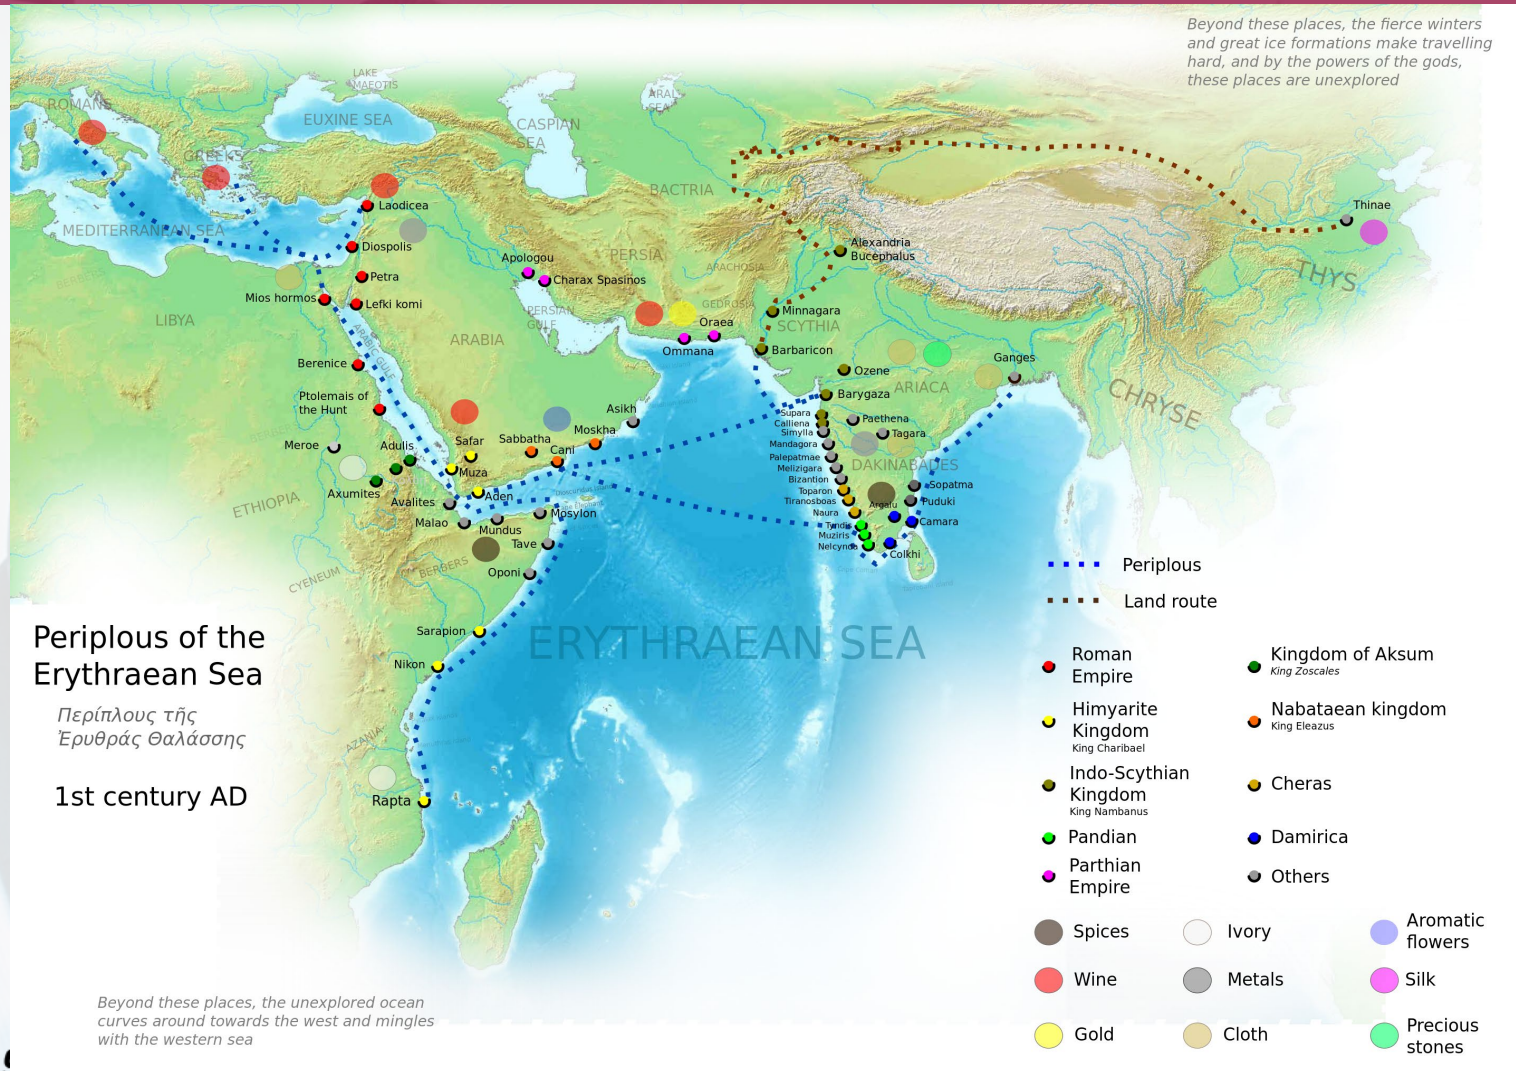 Beyond these places, the fierce winters
and great ice formations make travelling
hard, and by the powers of the gods,
these places are unexplored
LAKE
MAEOTIS
ROMANS
EUXINE SEA
CASPIAN
SEA
ARAL
SEA
GREEKS
BACTRIA
MEDITERRANEAN SEA
Laodicea
Thinae
Diospolis
Alexandria
Bucephalus
PERSIA
Apologou
ARACHOSIA
THYS
Petra
Charax Spasinos
Mios hormos
Lefki komi
GEDROSIA
PERSIAN
GULF
Minnagara
LIBYA
Oraea
SCYTHIA
ARABIC GULF
ARABIA
Ommana
Barbaricon
Ganges
Berenice
Ozene
ARIACA
CHRYSE
Ptolemais of
the Hunt
Barygaza
Asikh
Supara
Paethena
Calliena
Moskha
Simylla
Tagara
Meroe
Adulis
Safar
Sabbatha
Mandagora
Cani
Palepatmae
DAKINABADES
Muza
Melizigara
Axumites
Bizantion
Sopatma
Aden
Toparon
Avalites
Tiranosboas
Argalu
Puduki
ETHIOPIA
Mosylon
Naura
Malao
Mundus
Tyndis
Camara
Muziris
Tave
Nelcynda
Colkhi
BERBERS
Oponi
CYENEUM
Periplous
Land route
Sarapion
Periplous of the
Erythraean Sea
ERYTHRAEAN SEA
Nikon
Περίπλους τῆς
Ἐρυθράς Θαλάσσης
AZANIA
1st century AD
Rapta
Roman
Empire
Kingdom of Aksum
King Zoscales
Himyarite
Kingdom
King Charibael
Nabataean kingdom
King Eleazus
Indo-Scythian
Kingdom
King Nambanus
Cheras
Pandian
Damirica
Parthian
Empire
Others
Spices
Ivory
Aromatic
flowers
Wine
Metals
Silk
Gold
Cloth
Precious
stones
Beyond these places, the unexplored ocean
curves around towards the west and mingles
with the western sea